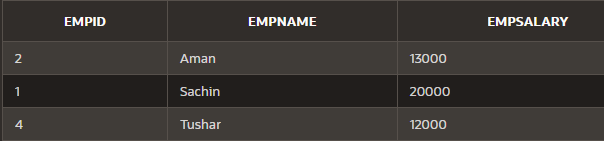 EMPID EMPNAME EMPSALARY
2 Aman 13000
1 Sachin 20000
4 Tushar 12000